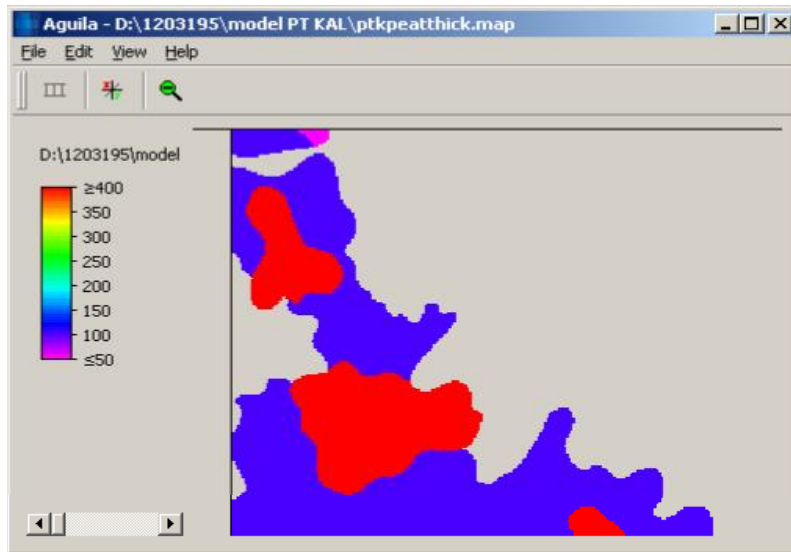 Aguila - D:\1203195\model PT KAL\ptkpeatthick.map
File Edit View Help
D:\1203195\model
≥400
350
300
250
200
150
100
≤50